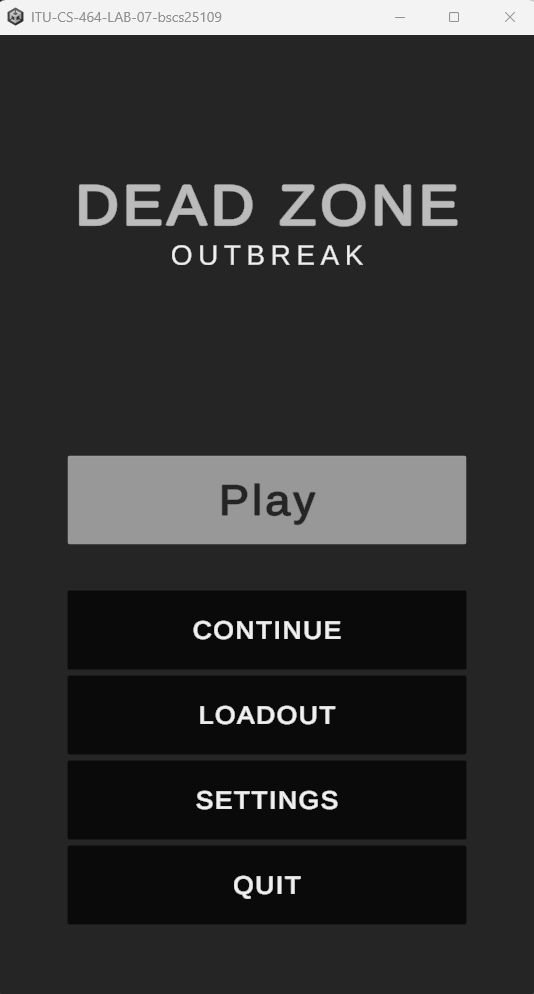 ITU-CS-464-LAB-07-bscs25109
DEAD ZONE
OUTBREAK
Play
CONTINUE
LOADOUT
SETTINGS
QUIT